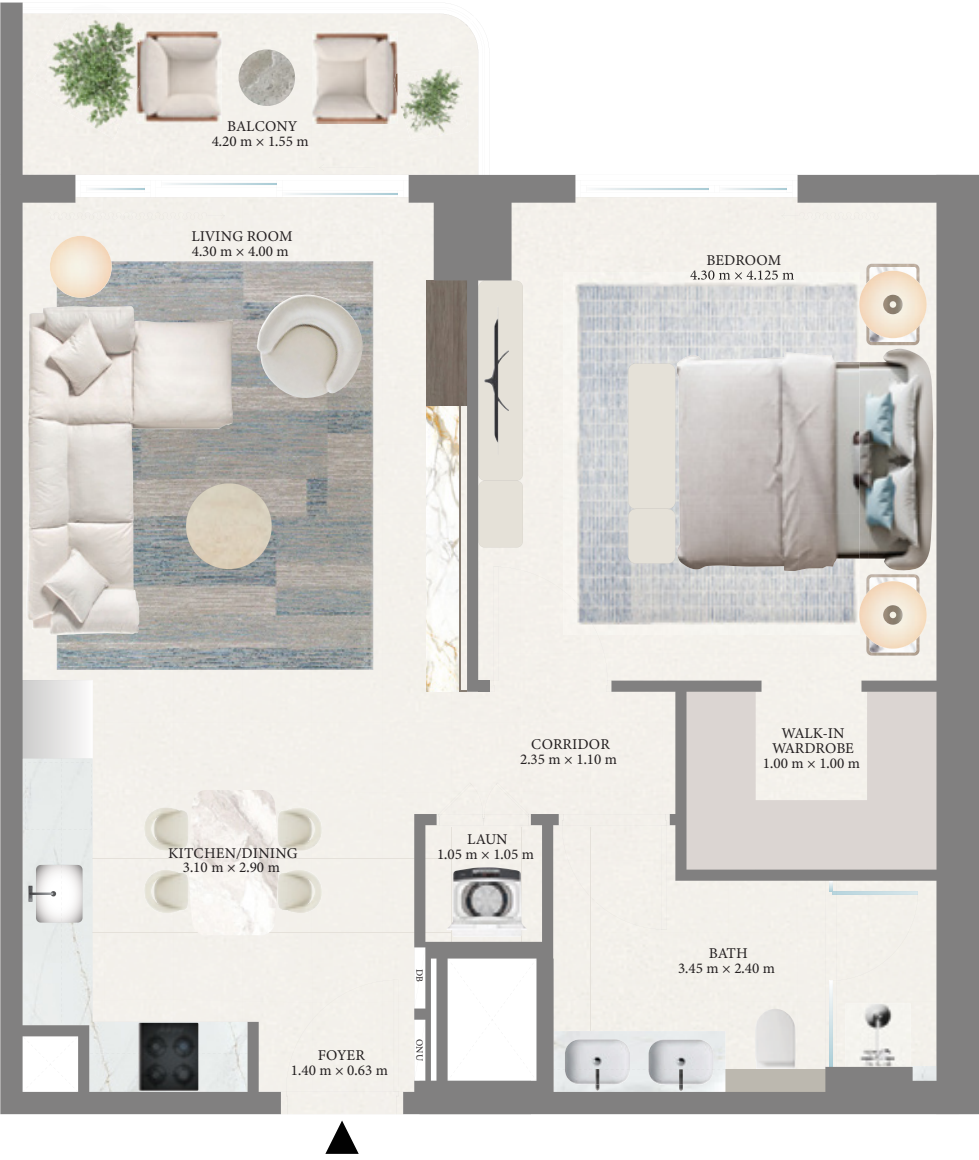 BALCONY
4.20 m × 1.55 m
LIVING ROOM
4.30 m × 4.00 m
BEDROOM
4.30 m × 4.125 m
WALK-IN
WARDROBE
1.00 m × 1.00 m
CORRIDOR
2.35 m × 1.10 m
LAUN
1.05 m × 1.05 m
KITCHEN/DINING
3.10 m × 2.90 m
BATH
3.45 m × 2.40 m
DB
ONU
FOYER
1.40 m × 0.63 m